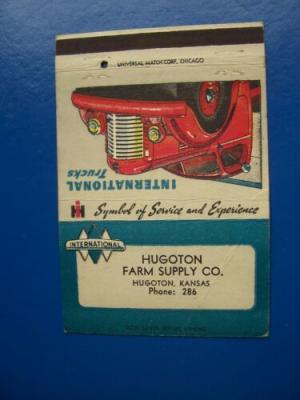 UNIVERSAL MATCH CORP., CHICAGO
INTERNATIONAL
Trucks
IH Symbol of Service and Experience
INTERNATIONAL
HUGOTON
FARM SUPPLY CO.
HUGOTON, KANSAS
Phone: 286